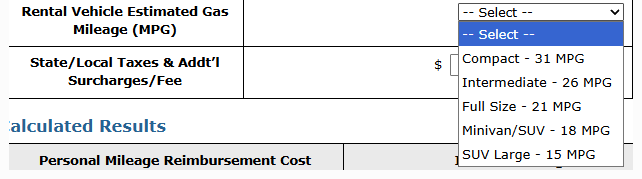 Rental Vehicle Estimated Gas
Mileage (MPG)
-- Select --
-- Select --
Compact - 31 MPG
Intermediate - 26 MPG
Full Size - 21 MPG
Minivan/SUV - 18 MPG
SUV Large - 15 MPG
State/Local Taxes & Addt’l
Surcharges/Fee
$
alculated Results
Personal Mileage Reimbursement Cost